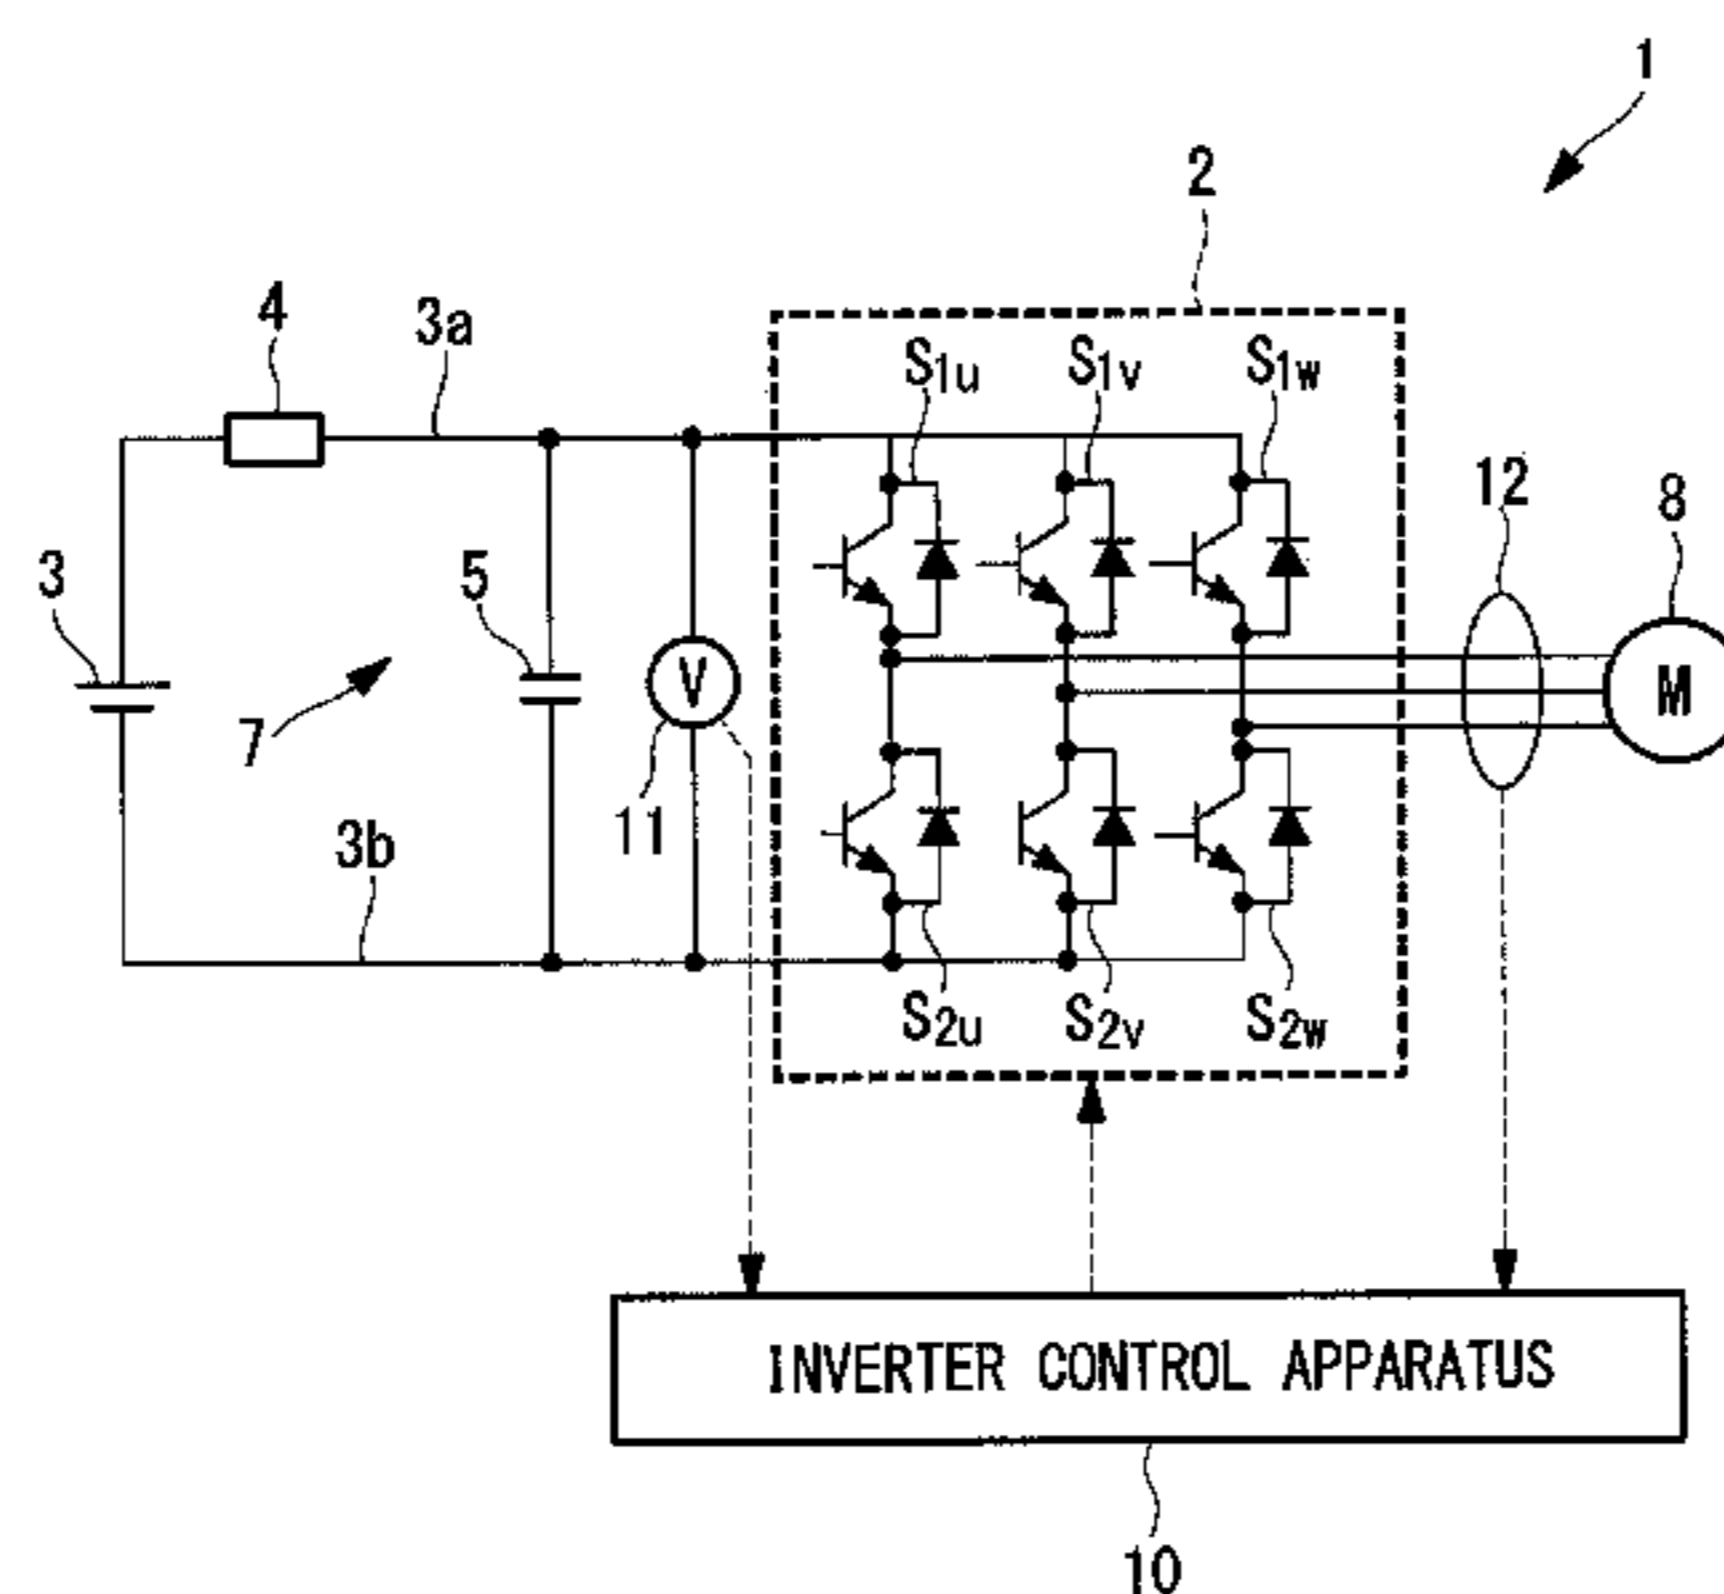 1
2
4
3a
S1u
S1v
S1w
12
8
3
5
V
M
7
11
3b
S2u
S2v
S2w
INVERTER CONTROL APPARATUS
10